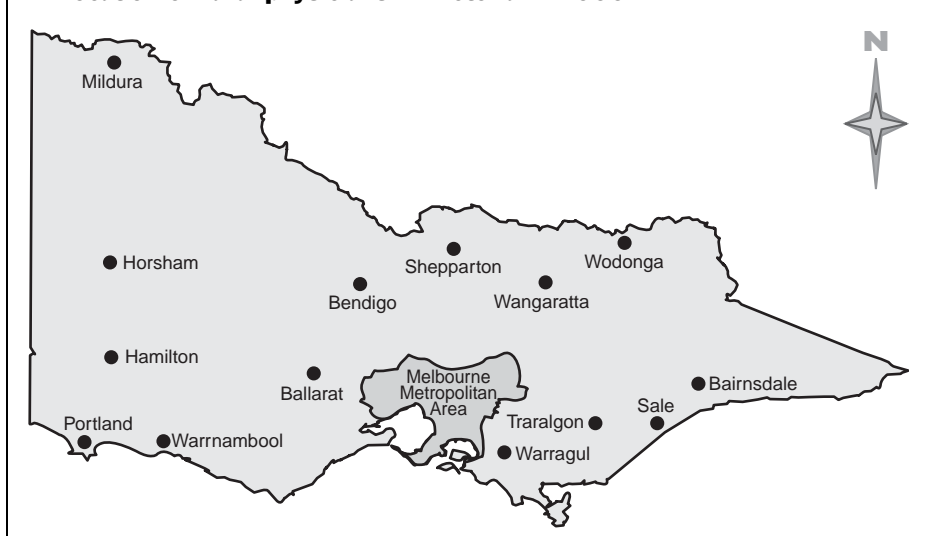 N
Mildura
Horsham
Shepparton
Wodonga
Bendigo
Wangaratta
Hamilton
Ballarat
Melbourne
Metropolitan
Area
Bairnsdale
Sale
Portland
Traralgon
Warrnambool
Warragul